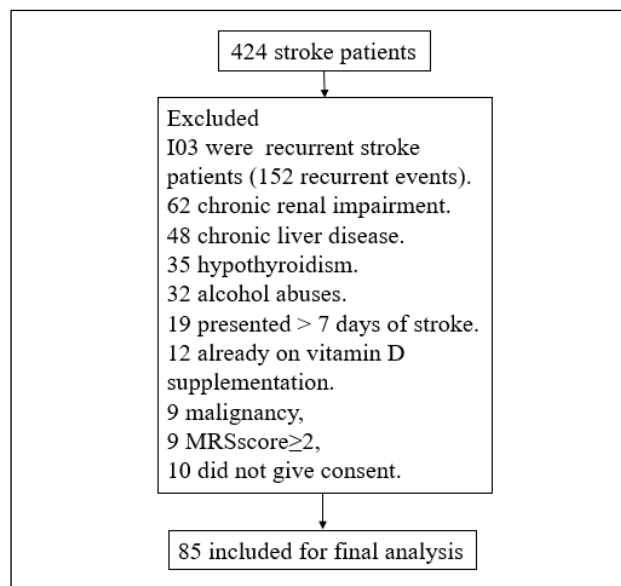 424 stroke patients
Excluded
I03 were recurrent stroke
patients (152 recurrent events).
62 chronic renal impairment.
48 chronic liver disease.
35 hypothyroidism.
32 alcohol abuses.
19 presented > 7 days of stroke.
12 already on vitamin D
supplementation.
9 malignancy,
9 MRSscore≥2,
10 did not give consent.
85 included for final analysis